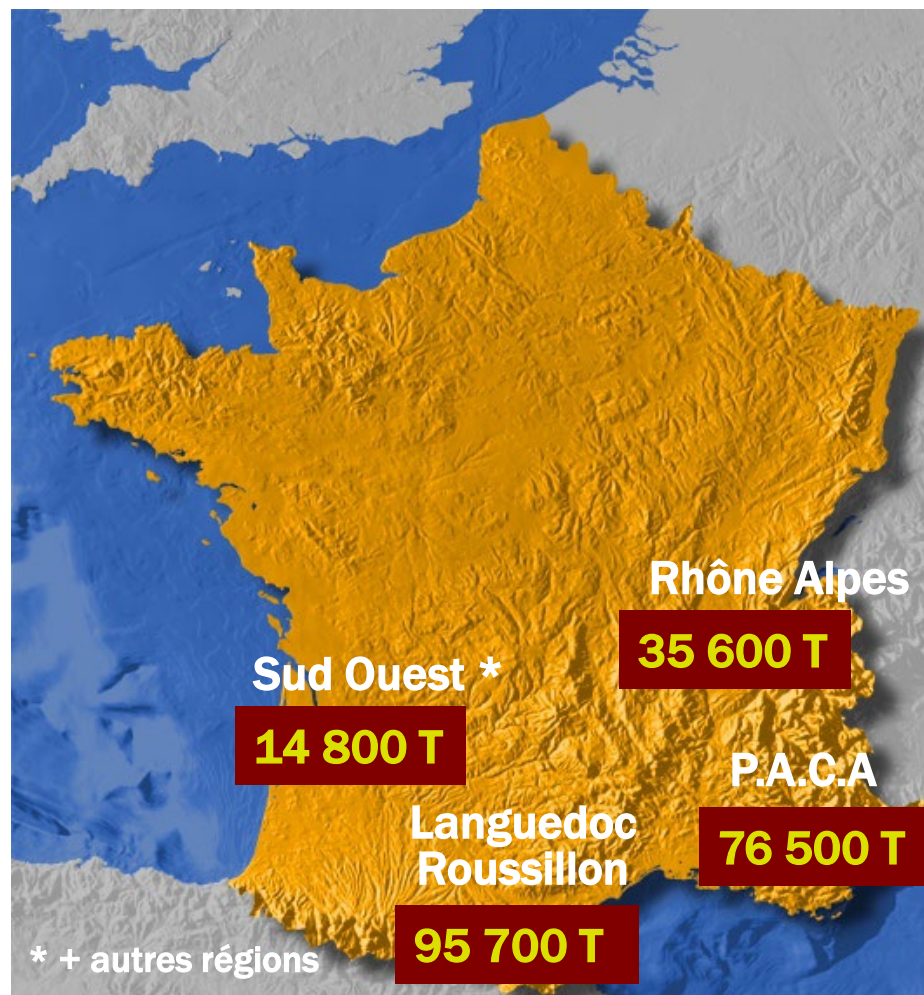 Rhône Alpes
35 600 T
Sud Ouest *
14 800 T
P.A.C.A
76 500 T
Languedoc
Roussillon
95 700 T
* + autres régions